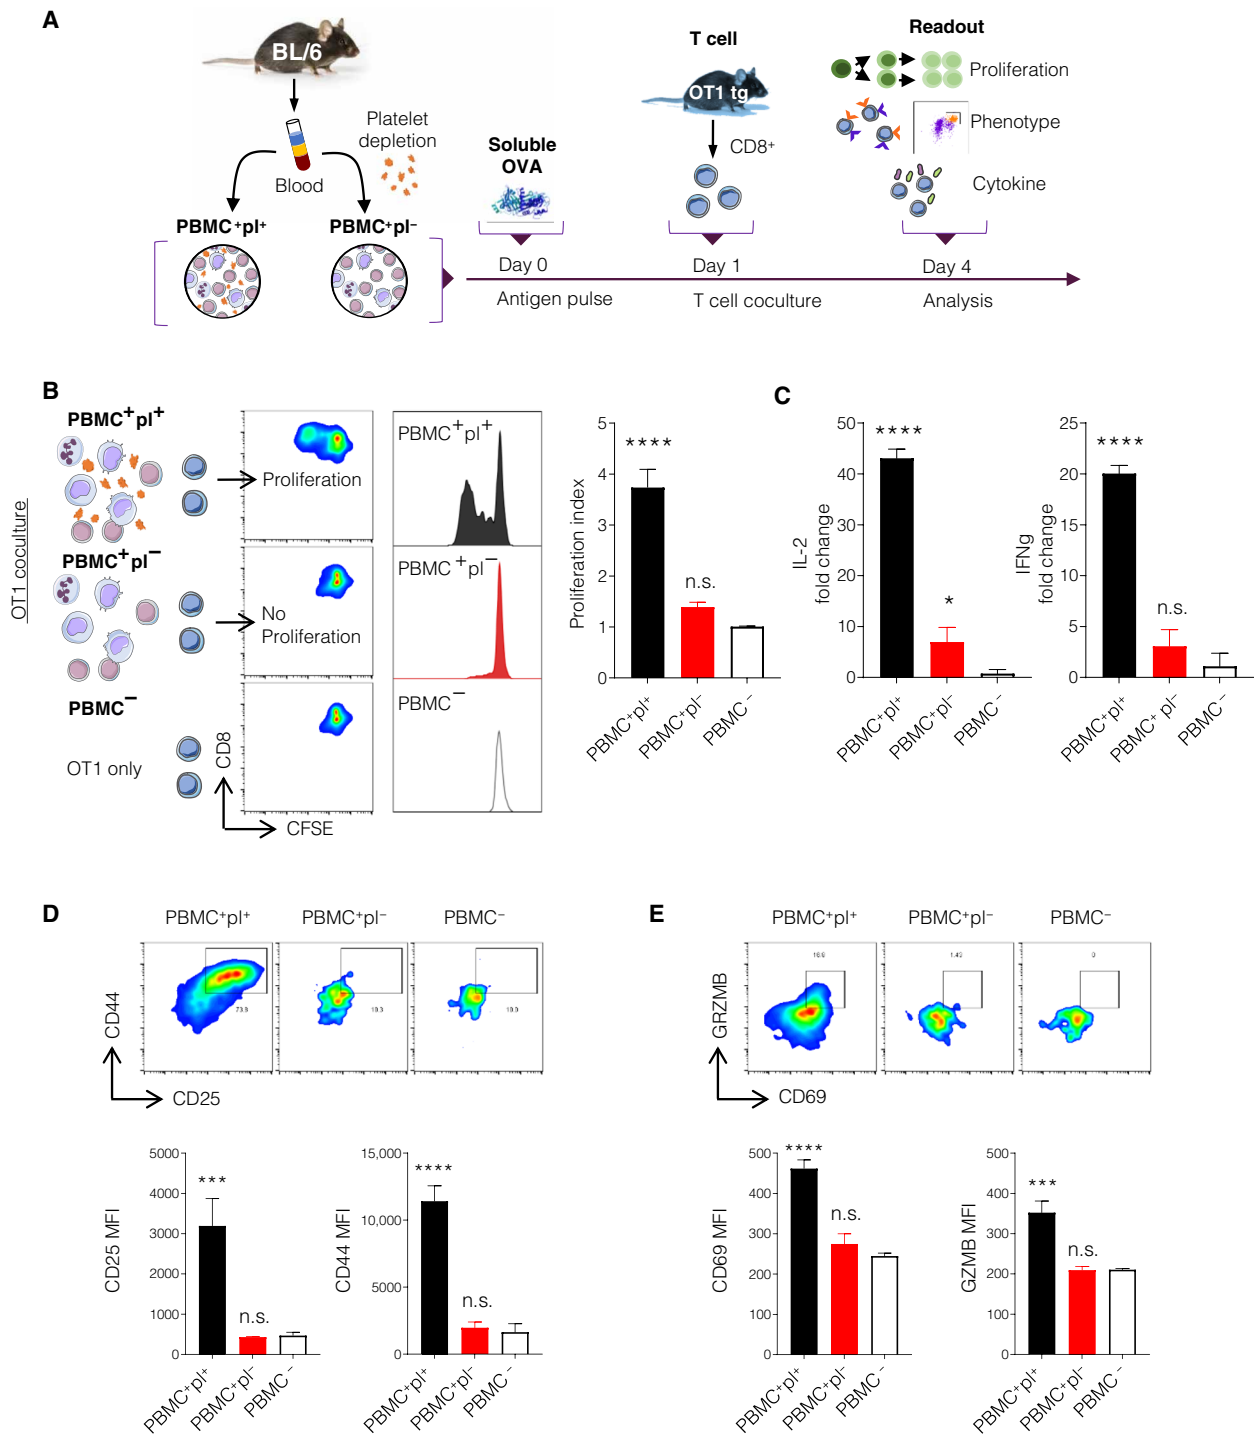 A
BL/6
Platelet
depletion
Blood
PBMC⁺pl⁺
PBMC⁺pl⁻
Soluble
OVA
T cell
OT1 tg
CD8⁺
Readout
Proliferation
Phenotype
Cytokine
Day 0
Day 1
Day 4
Antigen pulse
T cell coculture
Analysis
B
OT1 coculture
PBMC⁺pl⁺
Proliferation
PBMC⁺pl⁻
No
Proliferation
PBMC⁻
OT1 only
CD8
CFSE
PBMC⁺pl⁺
PBMC⁺pl⁻
PBMC⁻
Proliferation index
5
4
3
2
1
0
****
n.s.
PBMC⁺pl⁺
PBMC⁺pl⁻
PBMC⁻
C
IL-2
fold change
50
40
30
20
10
0
****
*
PBMC⁺pl⁺
PBMC⁺pl⁻
PBMC⁻
IFNg
fold change
25
20
15
10
5
0
****
n.s.
PBMC⁺pl⁺
PBMC⁺ pl⁻
PBMC⁻
D
PBMC⁺pl⁺
PBMC⁺pl⁻
PBMC⁻
CD44
CD25
CD25 MFI
5000
4000
3000
2000
1000
0
***
n.s.
PBMC⁺pl⁺
PBMC⁺pl⁻
PBMC⁻
CD44 MFI
15,000
10,000
5000
0
****
n.s.
PBMC⁺pl⁺
PBMC⁺pl⁻
PBMC⁻
E
PBMC⁺pl⁺
PBMC⁺pl⁻
PBMC⁻
1.42
0
GRZMB
CD69
CD69 MFI
500
400
300
200
100
0
****
n.s.
PBMC⁺pl⁺
PBMC⁺pl⁻
PBMC⁻
GZMB MFI
500
400
300
200
100
0
***
n.s.
PBMC⁺pl⁺
PBMC⁺pl⁻
PBMC⁻